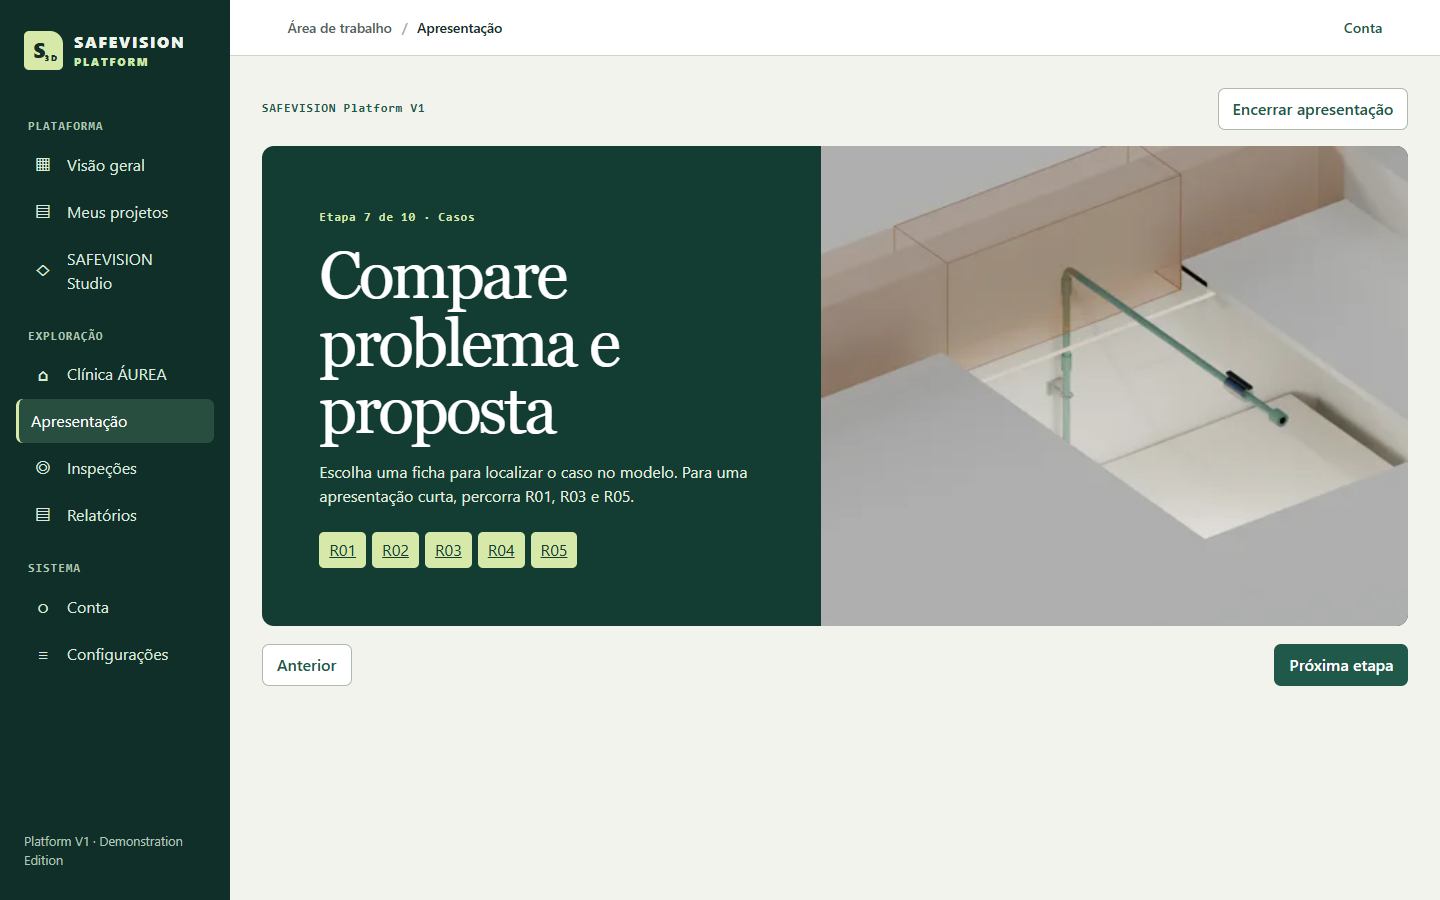 S3D
SAFEVISION
PLATFORM
PLATAFORMA
Visão geral
Meus projetos
SAFEVISION
Studio
EXPLORAÇÃO
Clínica ÁUREA
Apresentação
Inspeções
Relatórios
SISTEMA
Conta
Configurações
Platform V1 · Demonstration
Edition
Área de trabalho / Apresentação
Conta
SAFEVISION Platform V1
Encerrar apresentação
Etapa 7 de 10 · Casos
Compare
problema e
proposta
Escolha uma ficha para localizar o caso no modelo. Para uma
apresentação curta, percorra R01, R03 e R05.
R01 R02 R03 R04 R05
Anterior
Próxima etapa